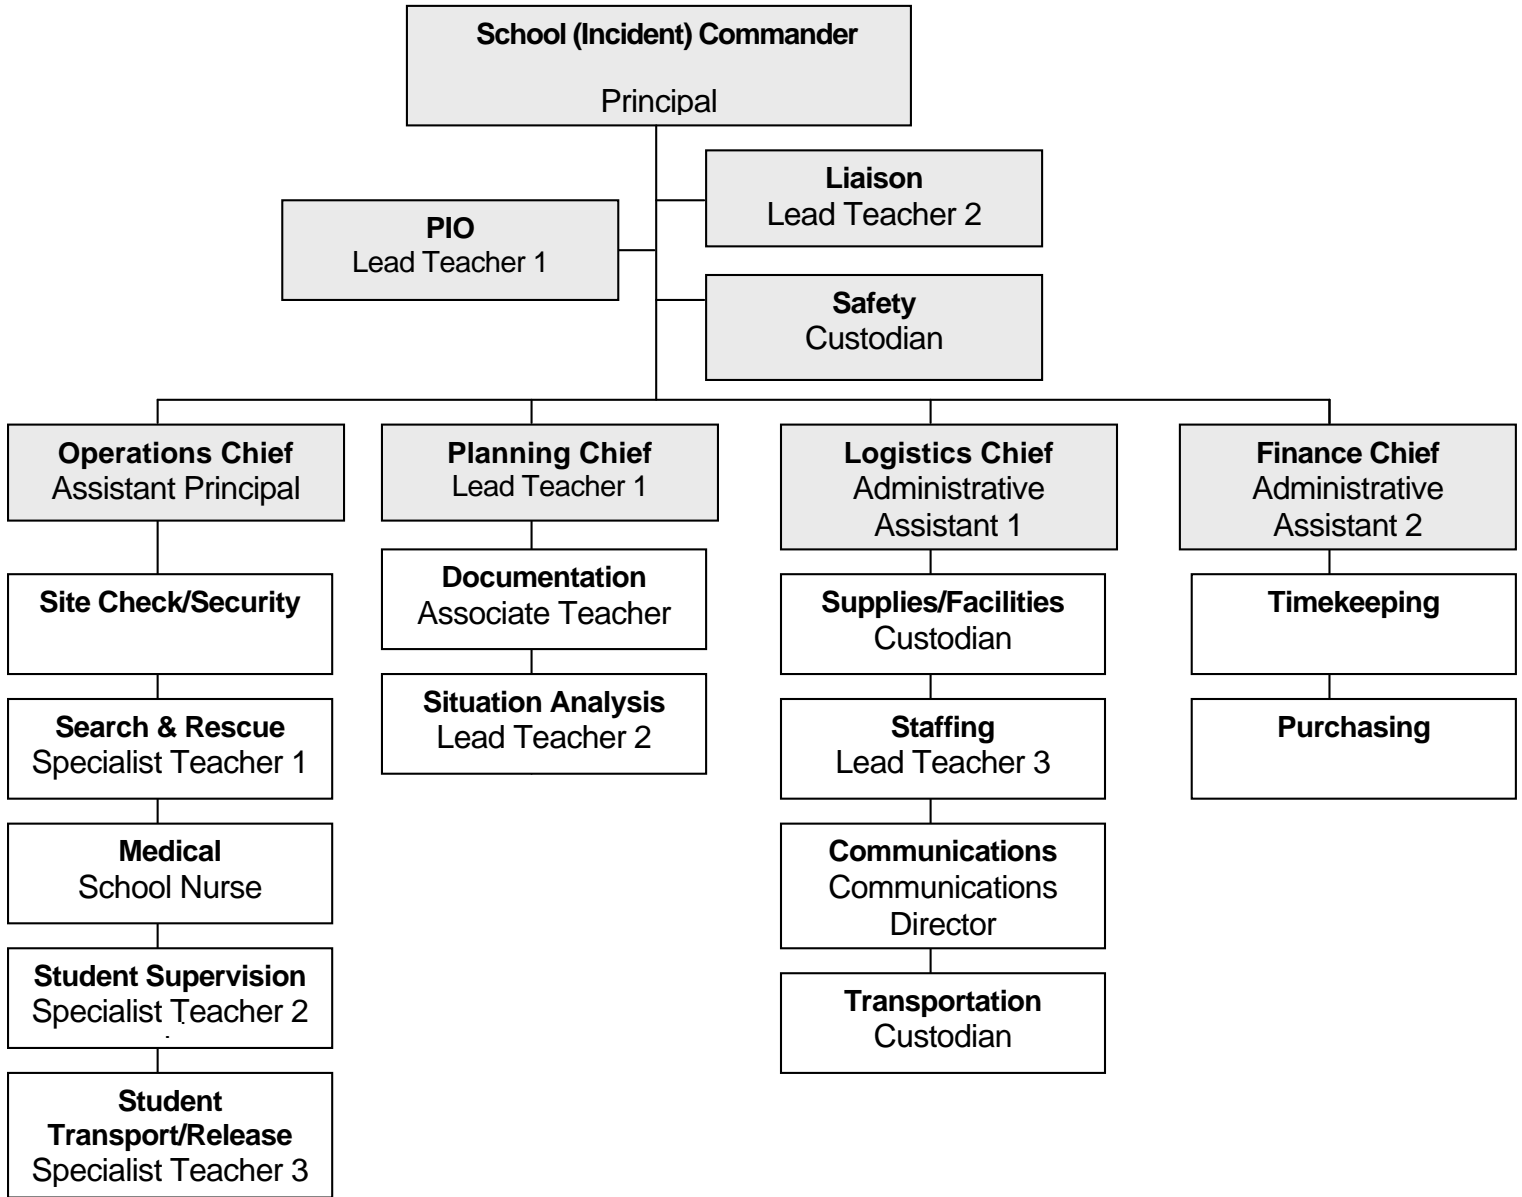 School (Incident) Commander
Principal
Liaison
Lead Teacher 2
PIO
Lead Teacher 1
Safety
Custodian
Operations Chief
Assistant Principal
Site Check/Security
Search & Rescue
Specialist Teacher 1
Medical
School Nurse
Student Supervision
Specialist Teacher 2
Student
Transport/Release
Specialist Teacher 3
Planning Chief
Lead Teacher 1
Documentation
Associate Teacher
Situation Analysis
Lead Teacher 2
Logistics Chief
Administrative
Assistant 1
Supplies/Facilities
Custodian
Staffing
Lead Teacher 3
Communications
Communications
Director
Transportation
Custodian
Finance Chief
Administrative
Assistant 2
Timekeeping
Purchasing